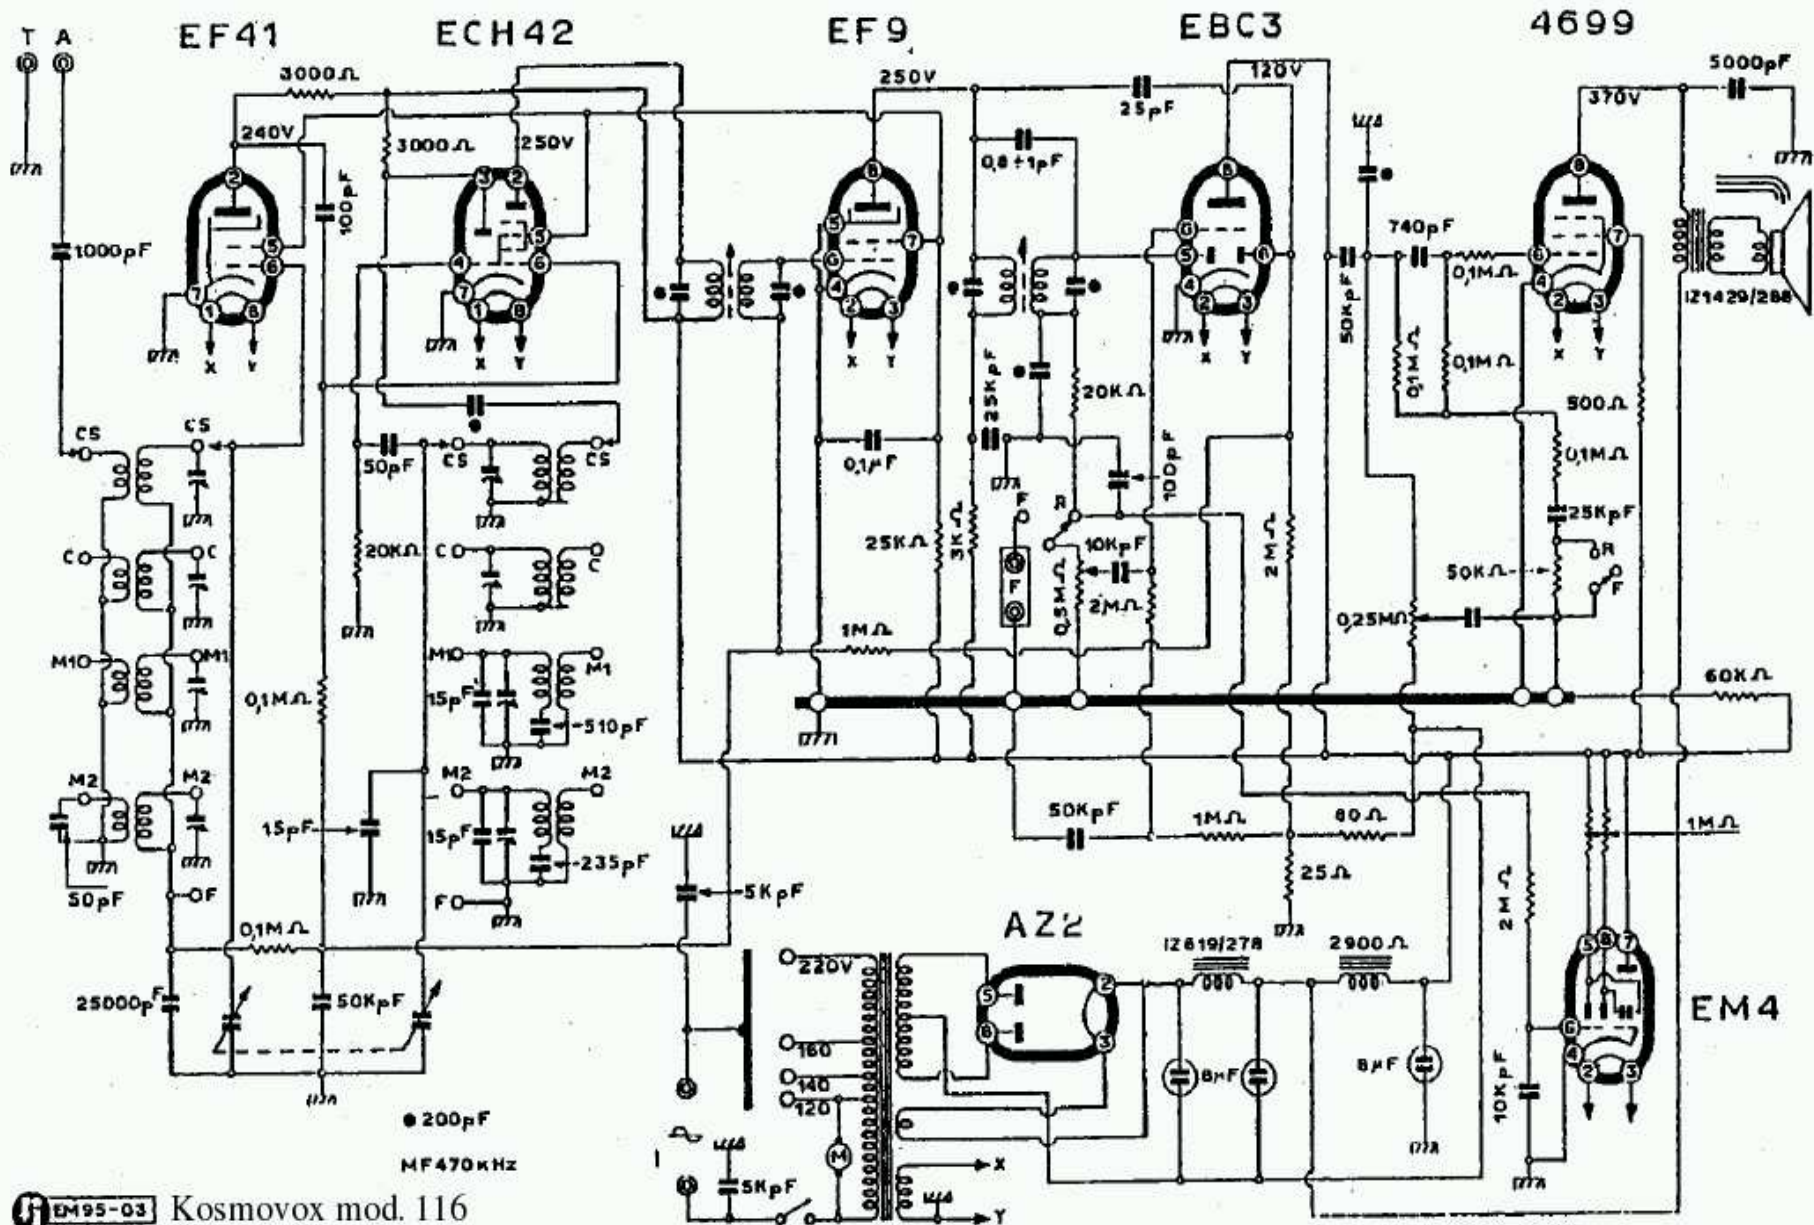 T A
EF41
ECH42
EF9
EBC3
4699
3000Ω
250V
120V
5000pF
25pF
370V
240V
3000Ω
250V
0,8÷1pF
100pF
1000pF
740pF
0,1MΩ
IZ1429/288
50KpF
0,1MΩ
0,1MΩ
X Y
X Y
X Y
X Y
X Y
25KpF
20KΩ
500Ω
CS
CS
50pF
CS
CS
0,1µF
100pF
0,1MΩ
25KpF
C
C
20KΩ
C
C
25KΩ
3KΩ
F
R
10KpF
2MΩ
50KΩ
R
F
F
0,5MΩ
2MΩ
0,25MΩ
1MΩ
M1
M1
M1
M1
0,1MΩ
15pF
510pF
60KΩ
M2
M2
M2
M2
15pF
15pF
235pF
50KpF
1MΩ
80Ω
1MΩ
50pF
F
F
5KpF
25Ω
2MΩ
0,1MΩ
AZ2
IZ819/278
2900Ω
220V
25000pF
50KpF
EM4
160
140
120
8µF
8µF
10KpF
200pF
M
MF470KHz
5KpF
X
Y
EM95-03 Kosmovox mod. 116